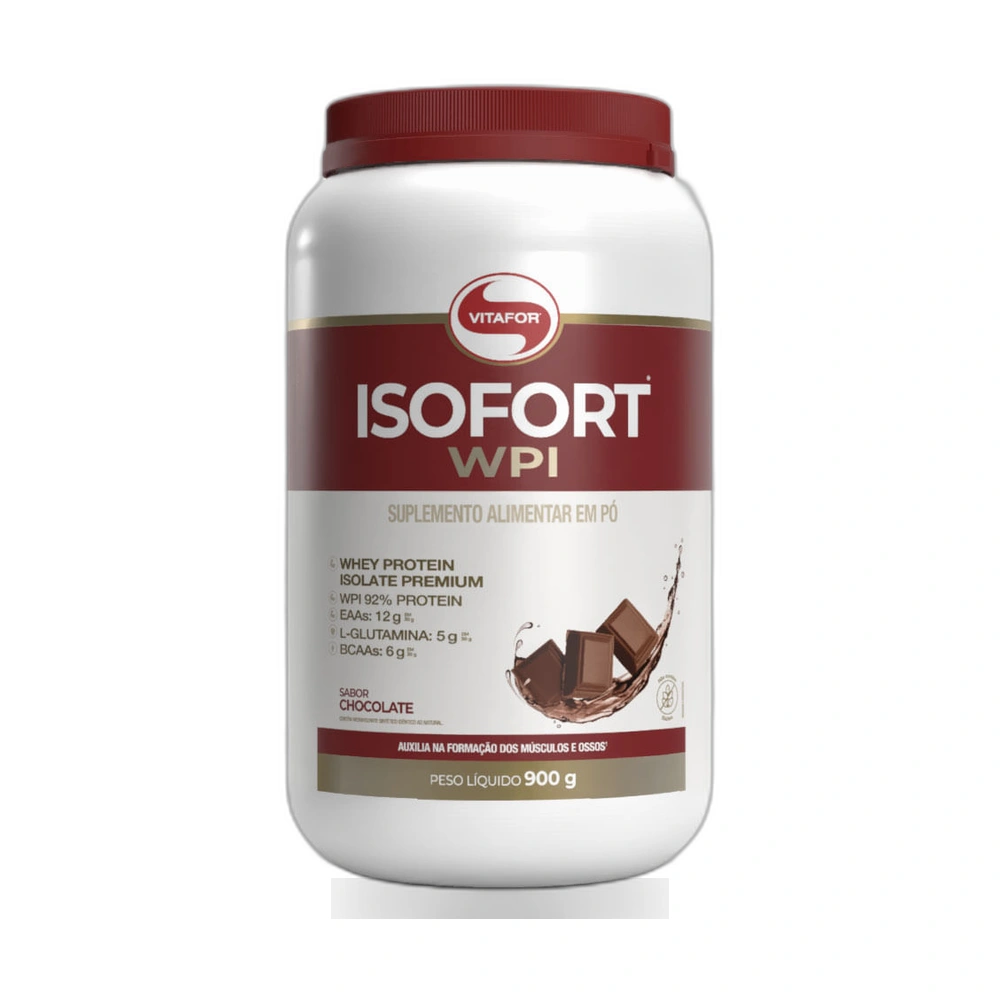 VITAFOR®
ISOFORT®
WPI
SUPLEMENTO ALIMENTAR EM PÓ
WHEY PROTEIN
ISOLATE PREMIUM
WPI 92% PROTEIN
EAAs: 12 g
L-GLUTAMINA: 5 g
BCAAs: 6 g
SABOR
CHOCOLATE
AUXILIA NA FORMAÇÃO DOS MÚSCULOS E OSSOS¹
PESO LÍQUIDO 900 g